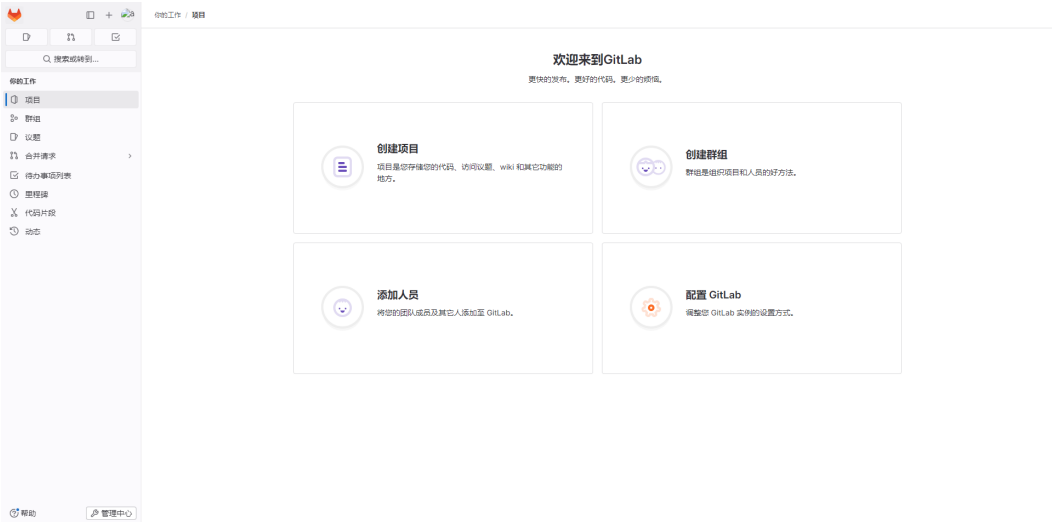 你的工作 / 项目
搜索或转到...
你的工作
项目
群组
议题
合并请求
待办事项列表
里程碑
代码片段
动态
帮助
管理中心
欢迎来到GitLab
更快的发布。更好的代码。更少的烦恼。
创建项目
项目是您存储您的代码、访问议题、wiki 和其它功能的
地方。
创建群组
群组是组织项目和人员的好方法。
添加人员
将您的团队成员及其它人添加至 GitLab。
配置 GitLab
调整您 GitLab 实例的设置方式。